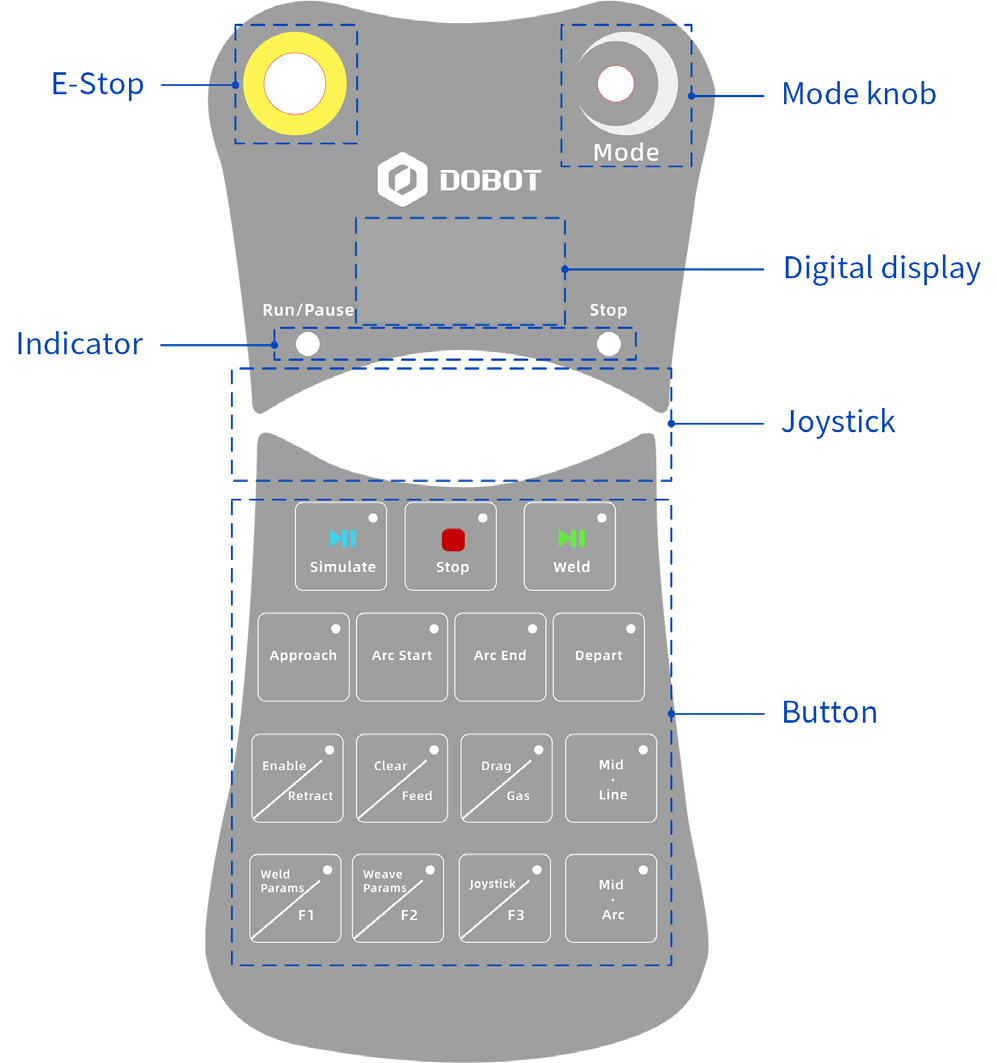 E-Stop
Mode knob
Mode
DOBOT
Digital display
Run/Pause
Stop
Indicator
Joystick
Simulate
Stop
Weld
Approach
Arc Start
Arc End
Depart
Button
Enable
Retract
Clear
Feed
Drag
Gas
Mid
·
Line
Weld
Params
F1
Weave
Params
F2
Joystick
F3
Mid
·
Arc